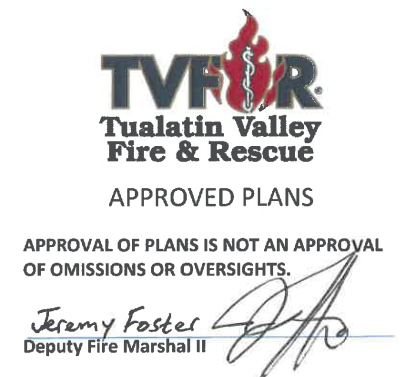 TVF&R®
Tualatin Valley
Fire & Rescue
APPROVED PLANS
APPROVAL OF PLANS IS NOT AN APPROVAL
OF OMISSIONS OR OVERSIGHTS.
Jeremy Foster
Deputy Fire Marshal II